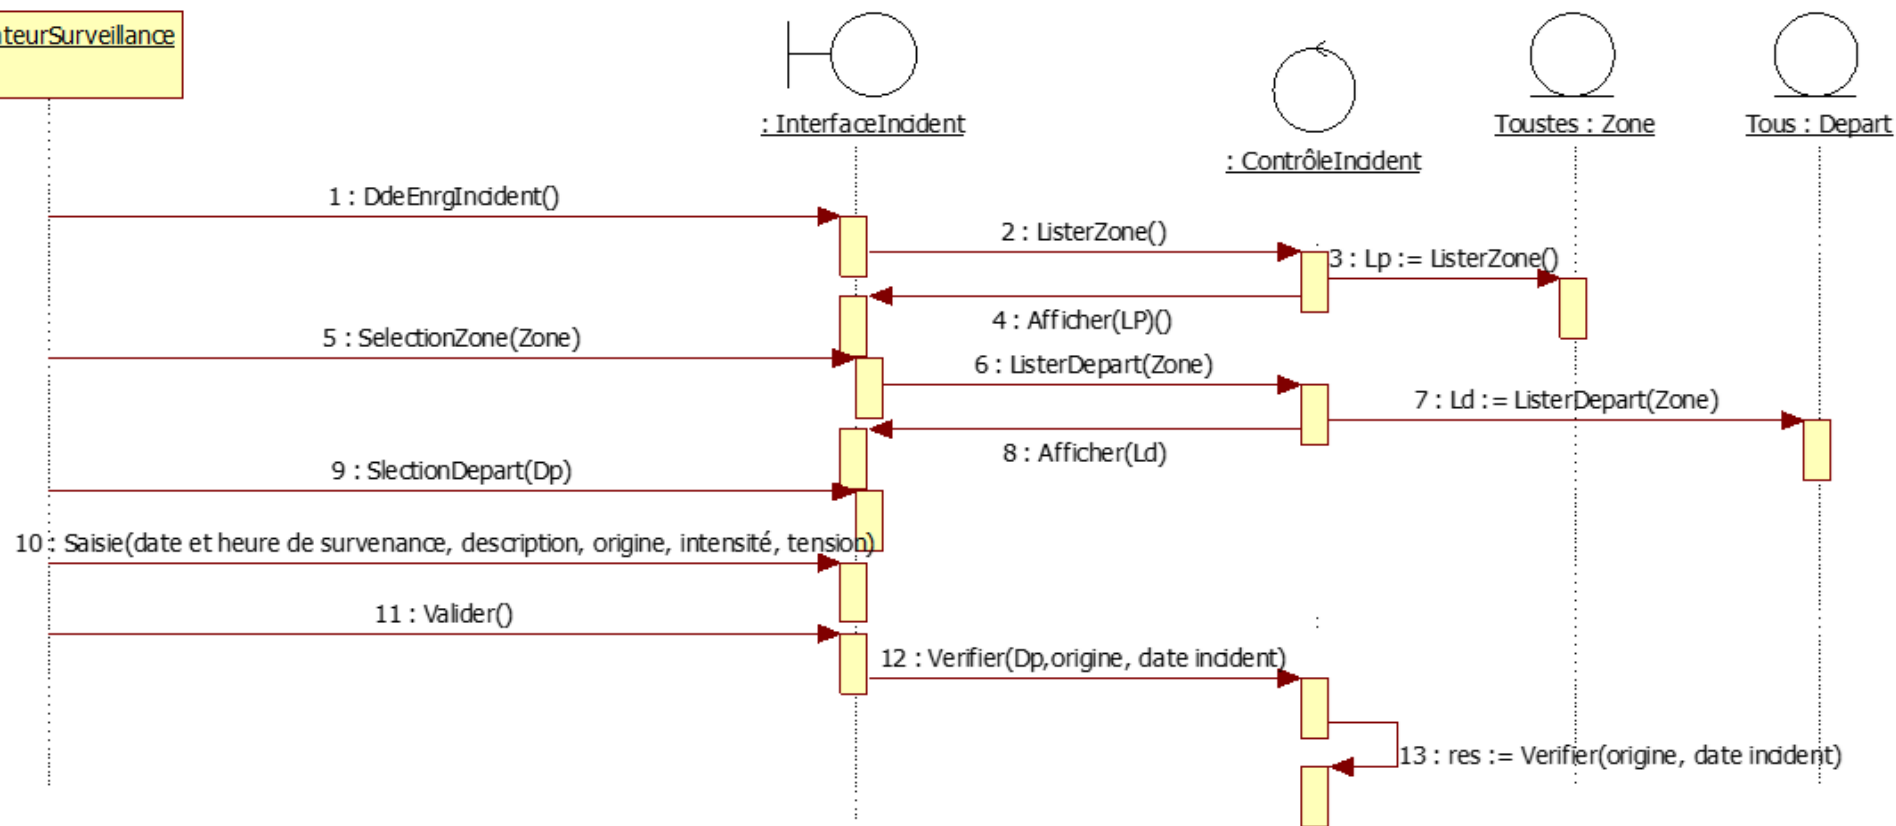 ateurSurveillance
: InterfaceIncident
: ContrôleIncident
Toustes : Zone
Tous : Depart
1 : DdeEnrgIncident()
2 : ListerZone()
3 : Lp := ListerZone()
4 : Afficher(LP)()
5 : SelectionZone(Zone)
6 : ListerDepart(Zone)
7 : Ld := ListerDepart(Zone)
8 : Afficher(Ld)
9 : SlectionDepart(Dp)
10 : Saisie(date et heure de survenance, description, origine, intensité, tension)
11 : Valider()
12 : Verifier(Dp,origine, date incident)
13 : res := Verifier(origine, date incident)